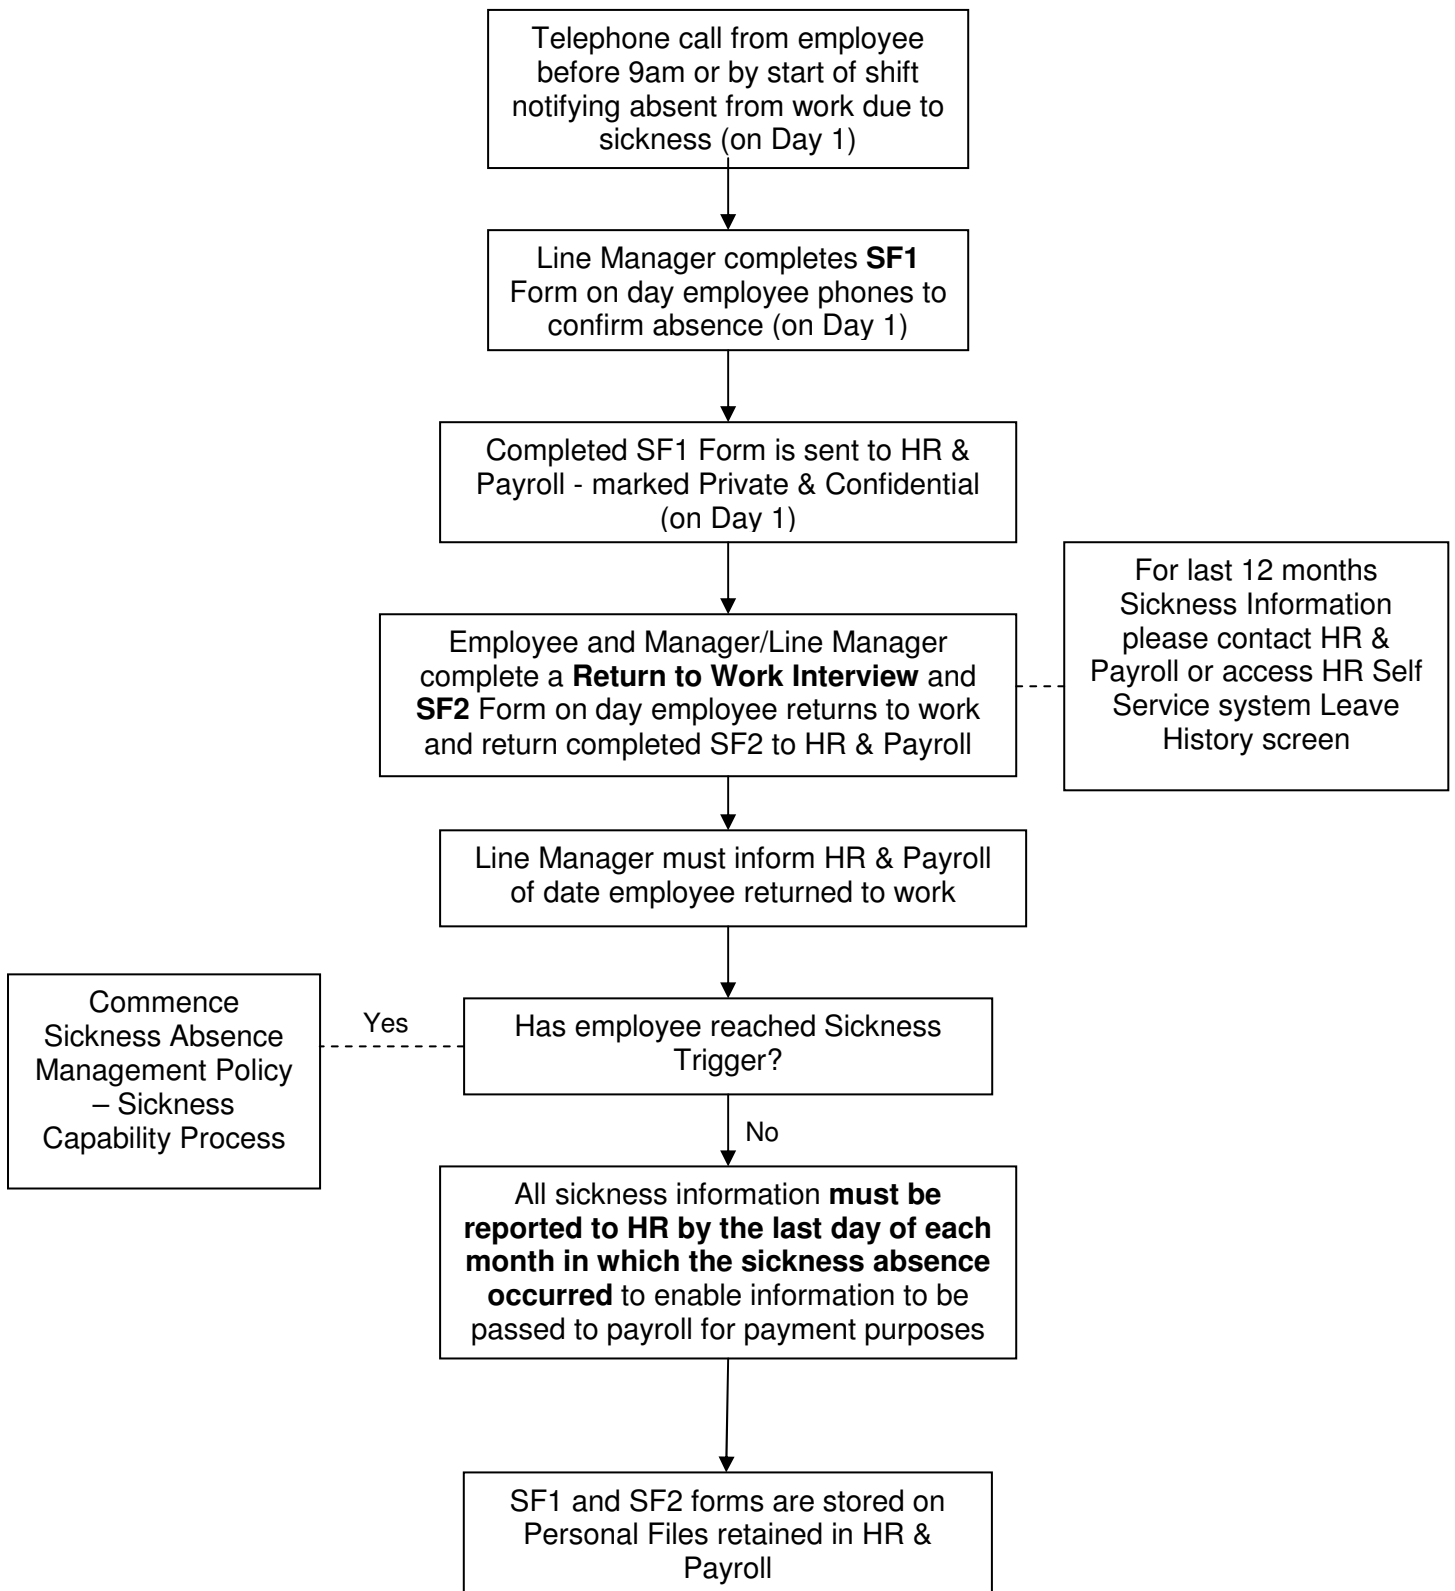 Telephone call from employee
before 9am or by start of shift
notifying absent from work due to
sickness (on Day 1)
Line Manager completes SF1
Form on day employee phones to
confirm absence (on Day 1)
Completed SF1 Form is sent to HR &
Payroll - marked Private & Confidential
(on Day 1)
For last 12 months
Sickness Information
please contact HR &
Payroll or access HR Self
Service system Leave
History screen
Employee and Manager/Line Manager
complete a Return to Work Interview and
SF2 Form on day employee returns to work
and return completed SF2 to HR & Payroll
Line Manager must inform HR & Payroll
of date employee returned to work
Commence
Sickness Absence
Management Policy
– Sickness
Capability Process
Yes
Has employee reached Sickness
Trigger?
No
All sickness information must be
reported to HR by the last day of each
month in which the sickness absence
occurred to enable information to be
passed to payroll for payment purposes
SF1 and SF2 forms are stored on
Personal Files retained in HR &
Payroll